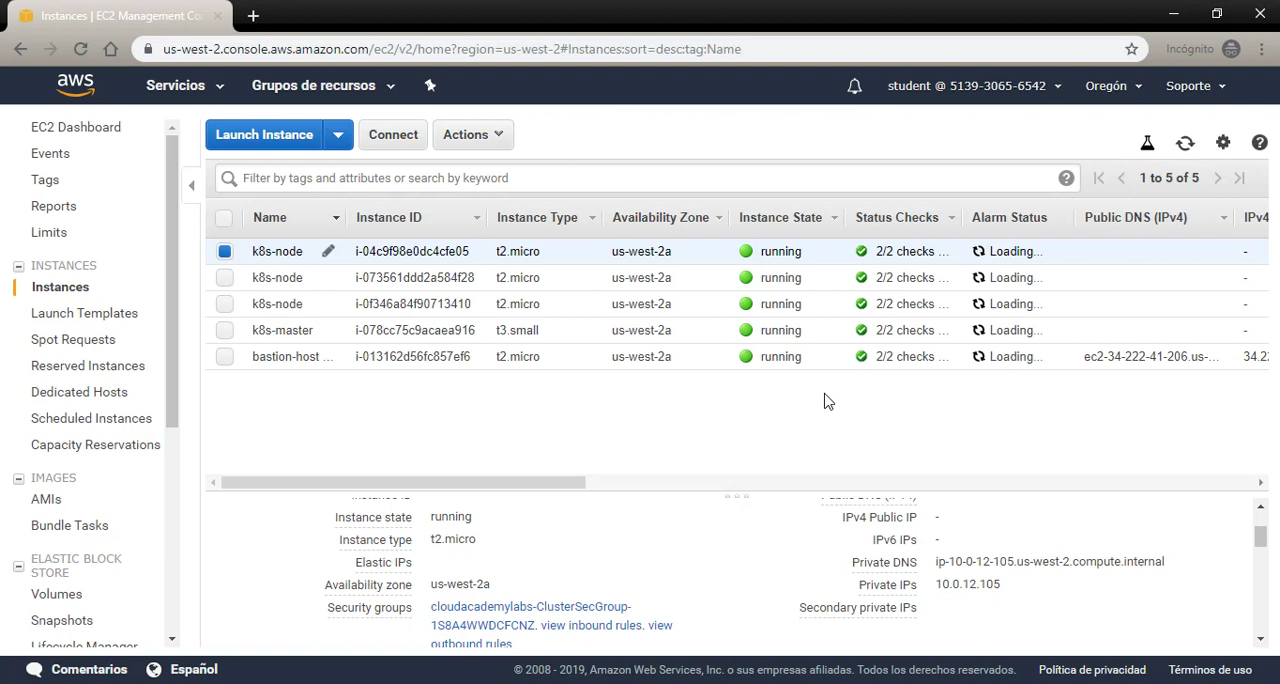 Instances | EC2 Management Co
us-west-2.console.aws.amazon.com/ec2/v2/home?region=us-west-2#Instances:sort=desc:tag:Name
Incógnito
aws
Servicios
Grupos de recursos
student @ 5139-3065-6542
Oregón
Soporte
EC2 Dashboard
Events
Tags
Reports
Limits
INSTANCES
Instances
Launch Templates
Spot Requests
Reserved Instances
Dedicated Hosts
Scheduled Instances
Capacity Reservations
IMAGES
AMIs
Bundle Tasks
ELASTIC BLOCK
STORE
Volumes
Snapshots
Lifecycle Manager
Launch Instance
Connect
Actions
Filter by tags and attributes or search by keyword
1 to 5 of 5
Name Instance ID Instance Type Availability Zone Instance State Status Checks Alarm Status Public DNS (IPv4) IPv4
k8s-node i-04c9f98e0dc4cfe05 t2.micro us-west-2a running 2/2 checks ... Loading... -
k8s-node i-073561ddd2a584f28 t2.micro us-west-2a running 2/2 checks ... Loading... -
k8s-node i-0f346a84f90713410 t2.micro us-west-2a running 2/2 checks ... Loading... -
k8s-master i-078cc75c9acaea916 t3.small us-west-2a running 2/2 checks ... Loading... -
bastion-host ... i-013162d56fc857ef6 t2.micro us-west-2a running 2/2 checks ... Loading... ec2-34-222-41-206.us-... 34.22
Instance ID
Public DNS (IPv4)
Instance state running
IPv4 Public IP -
Instance type t2.micro
IPv6 IPs -
Elastic IPs
Private DNS ip-10-0-12-105.us-west-2.compute.internal
Availability zone us-west-2a
Private IPs 10.0.12.105
Security groups cloudacademylabs-ClusterSecGroup-
1S8A4WWDCFCNZ. view inbound rules. view
outbound rules
Secondary private IPs
Comentarios
Español
© 2008 - 2019, Amazon Web Services, Inc. o sus empresas afiliadas. Todos los derechos reservados.
Política de privacidad
Términos de uso